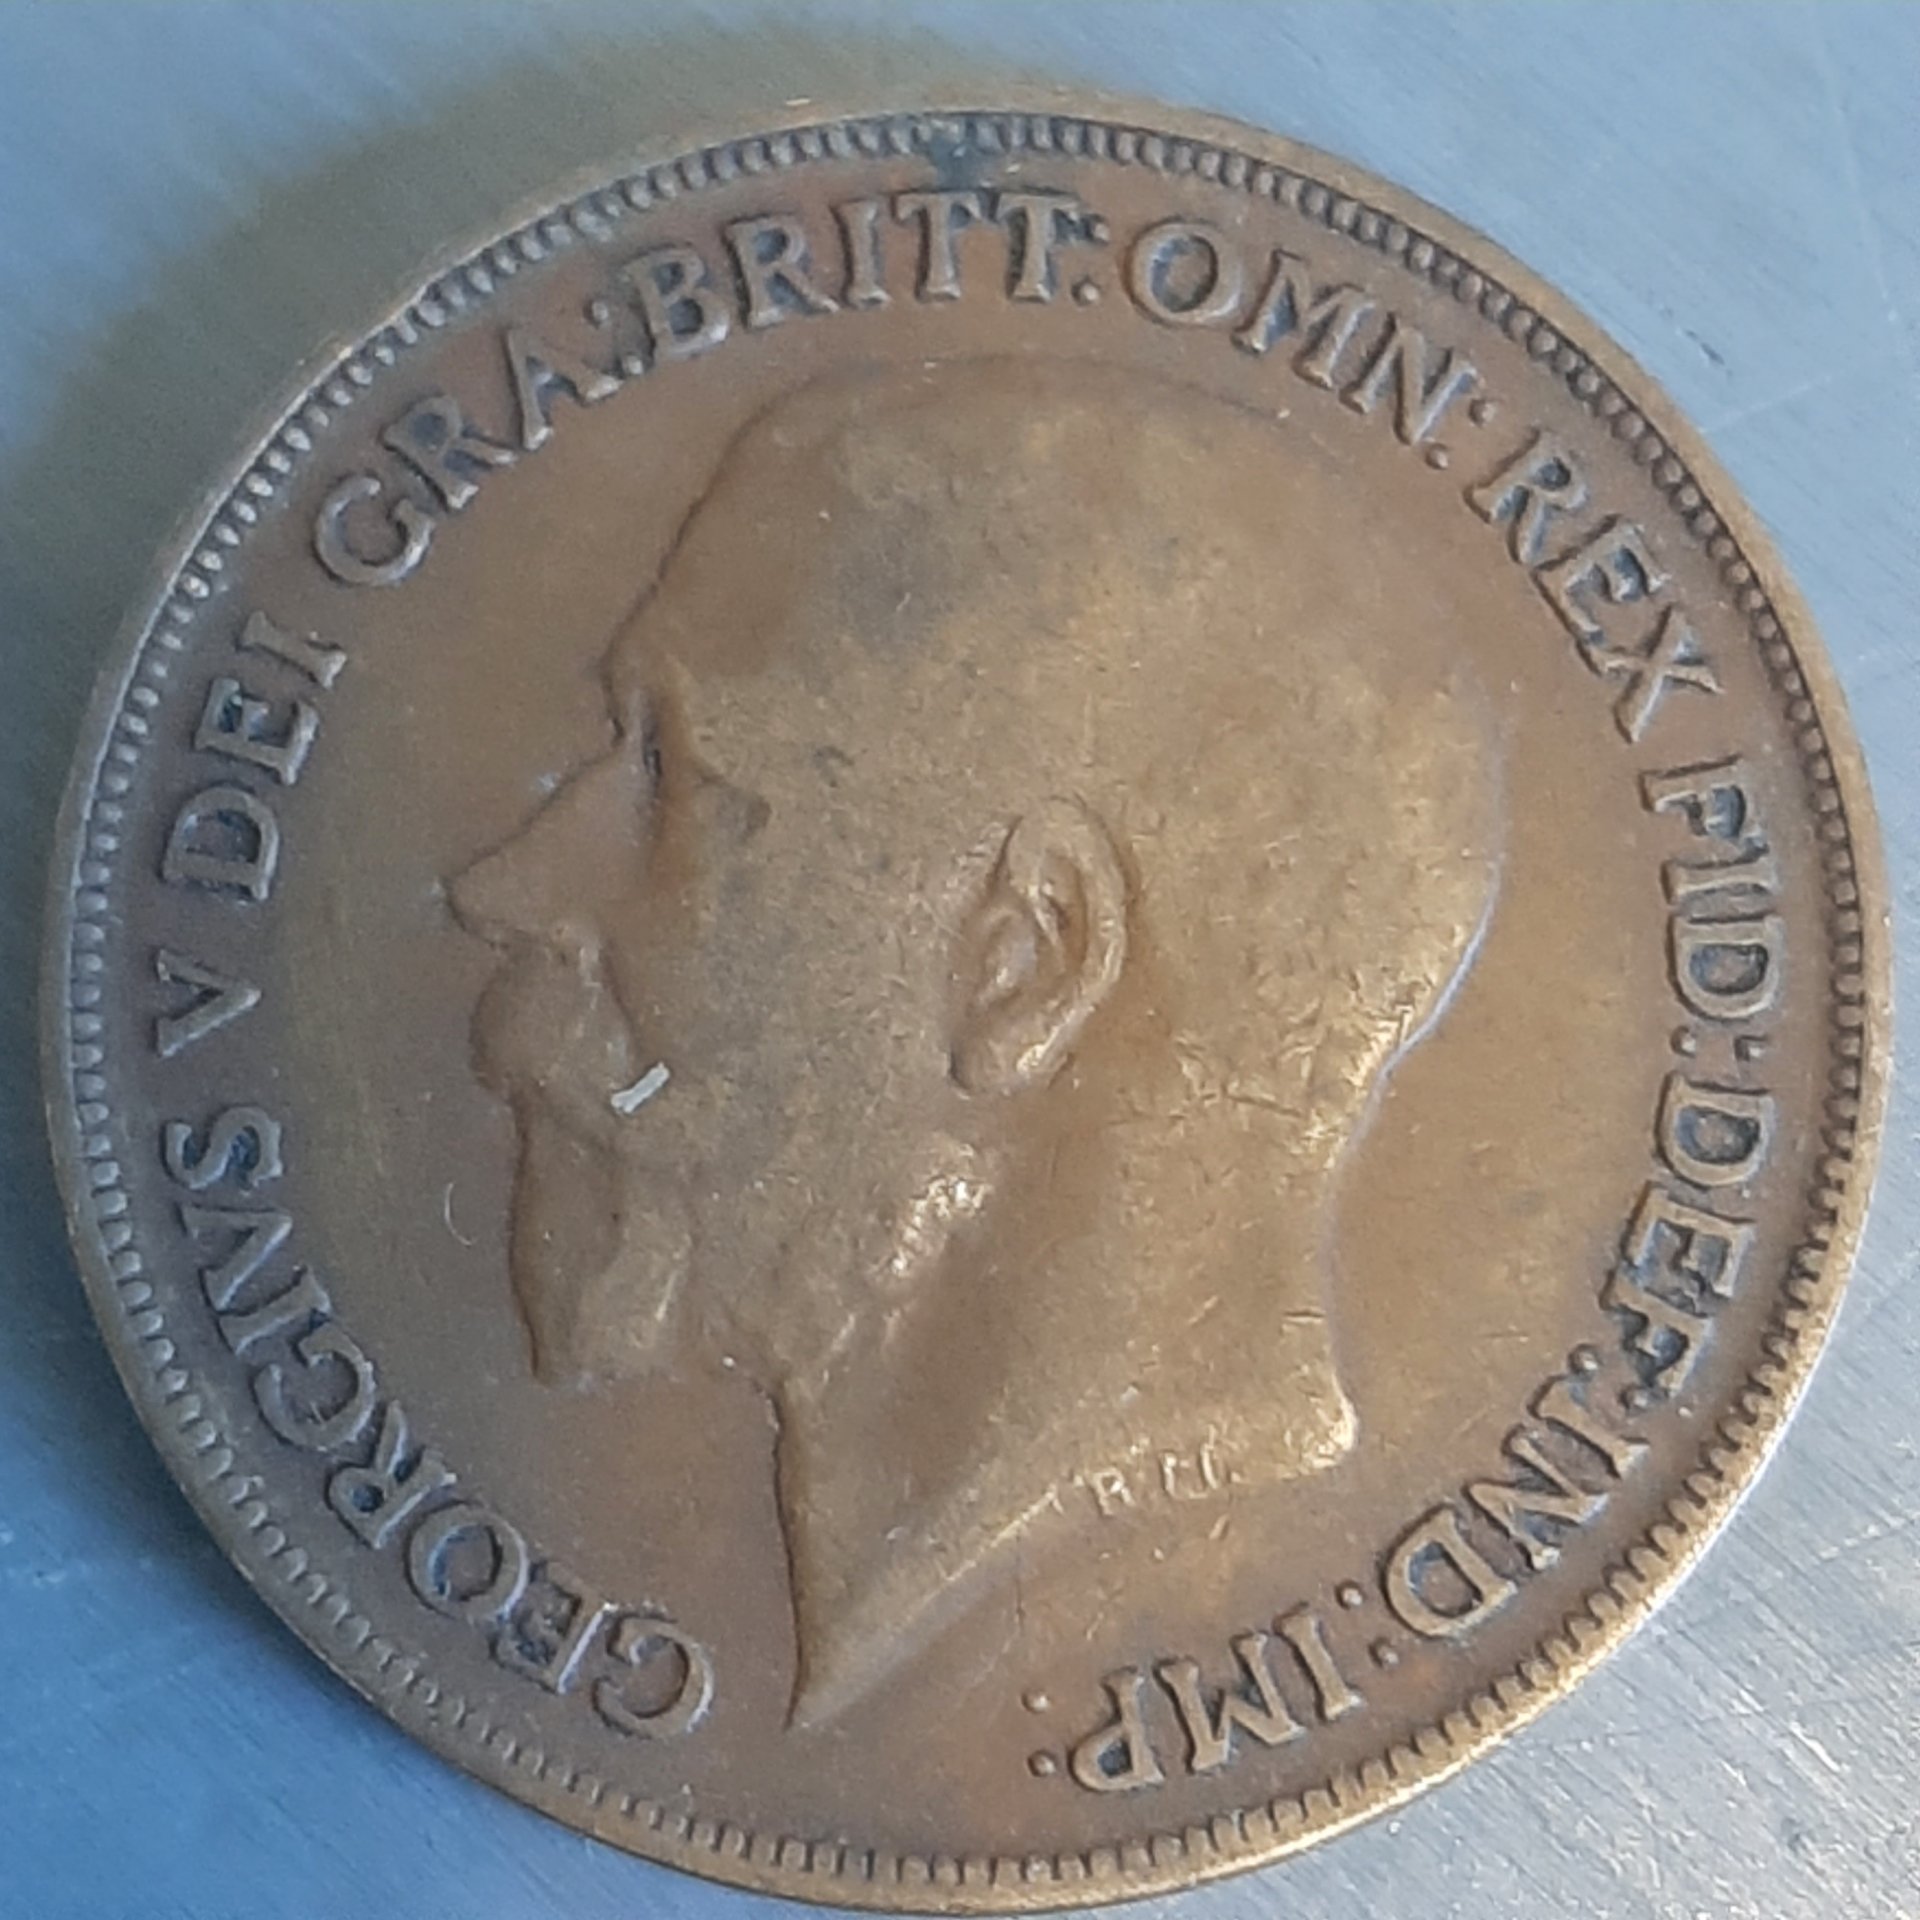 GEORGIVS V DEI GRA: BRITT: OMN: REX FID: DEF: IND: IMP: